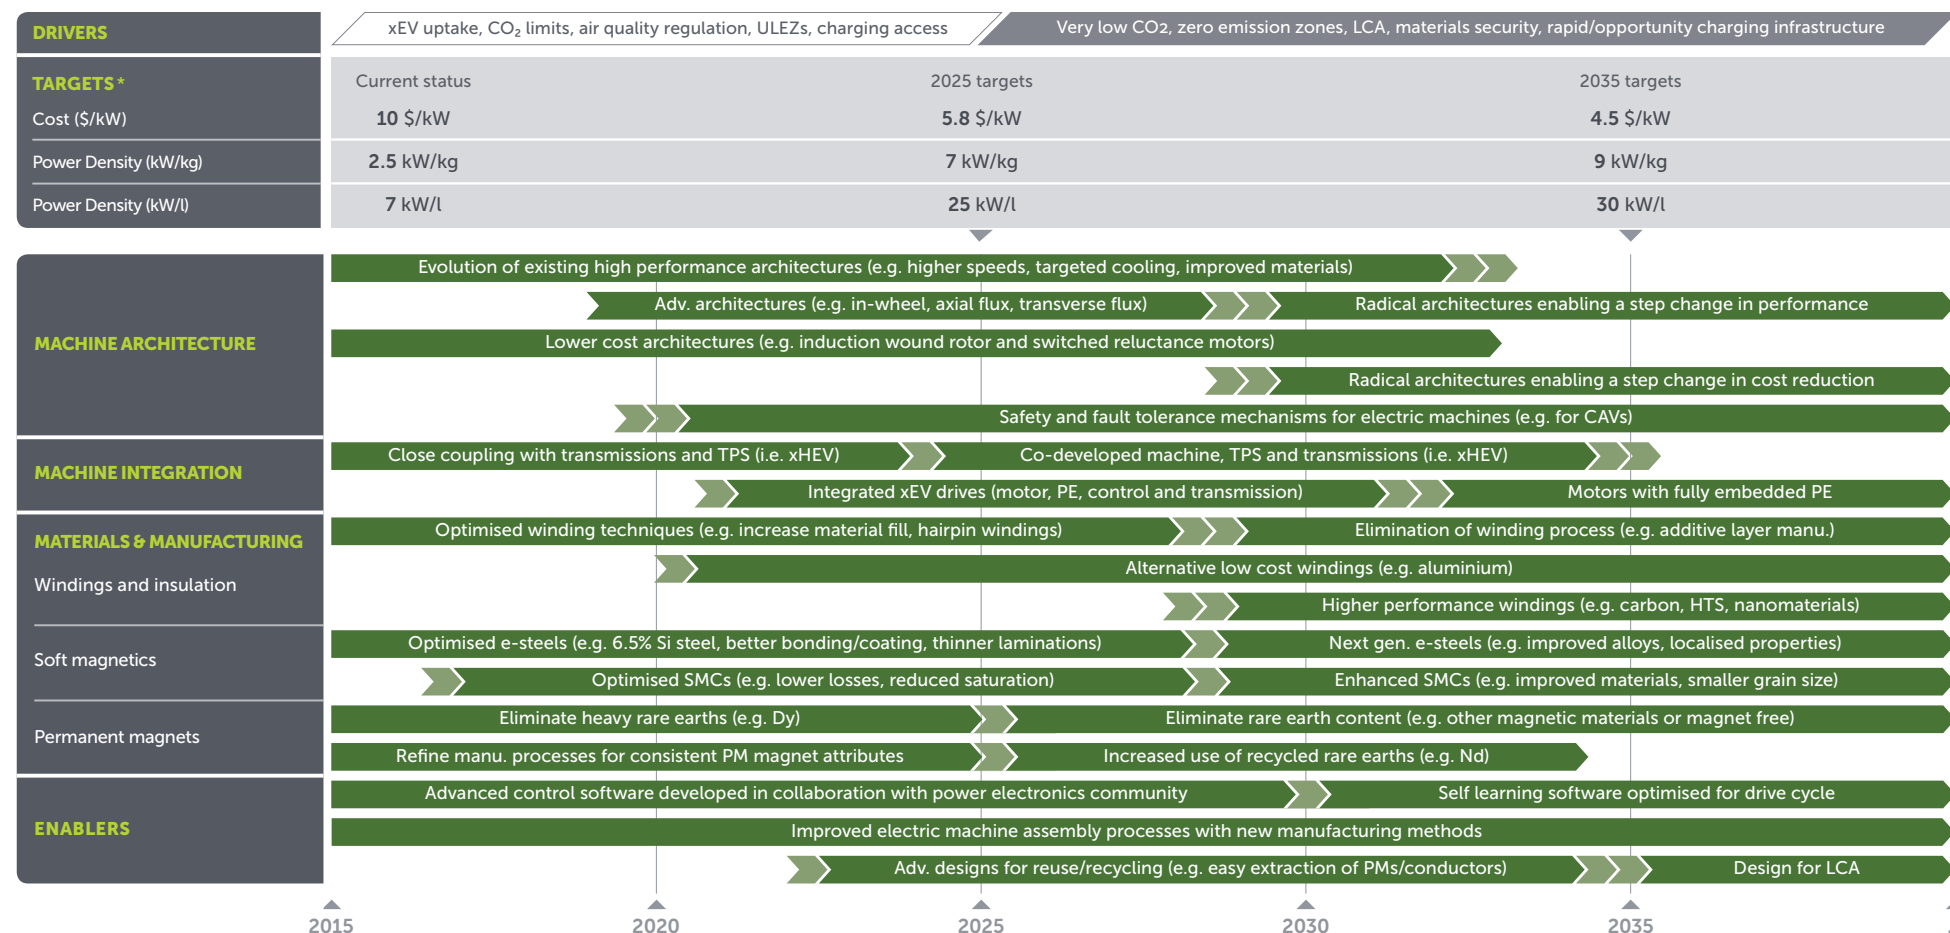 DRIVERS
xEV uptake, CO₂ limits, air quality regulation, ULEZs, charging access
Very low CO2, zero emission zones, LCA, materials security, rapid/opportunity charging infrastructure
TARGETS*
Current status
2025 targets
2035 targets
Cost ($/kW)
10 $/kW
5.8 $/kW
4.5 $/kW
Power Density (kW/kg)
2.5 kW/kg
7 kW/kg
9 kW/kg
Power Density (kW/l)
7 kW/l
25 kW/l
30 kW/l
MACHINE ARCHITECTURE
Evolution of existing high performance architectures (e.g. higher speeds, targeted cooling, improved materials)
Adv. architectures (e.g. in-wheel, axial flux, transverse flux)
Radical architectures enabling a step change in performance
Lower cost architectures (e.g. induction wound rotor and switched reluctance motors)
Radical architectures enabling a step change in cost reduction
Safety and fault tolerance mechanisms for electric machines (e.g. for CAVs)
MACHINE INTEGRATION
Close coupling with transmissions and TPS (i.e. xHEV)
Co-developed machine, TPS and transmissions (i.e. xHEV)
Integrated xEV drives (motor, PE, control and transmission)
Motors with fully embedded PE
MATERIALS & MANUFACTURING
Windings and insulation
Optimised winding techniques (e.g. increase material fill, hairpin windings)
Elimination of winding process (e.g. additive layer manu.)
Alternative low cost windings (e.g. aluminium)
Higher performance windings (e.g. carbon, HTS, nanomaterials)
Soft magnetics
Optimised e-steels (e.g. 6.5% Si steel, better bonding/coating, thinner laminations)
Next gen. e-steels (e.g. improved alloys, localised properties)
Optimised SMCs (e.g. lower losses, reduced saturation)
Enhanced SMCs (e.g. improved materials, smaller grain size)
Permanent magnets
Eliminate heavy rare earths (e.g. Dy)
Eliminate rare earth content (e.g. other magnetic materials or magnet free)
Refine manu. processes for consistent PM magnet attributes
Increased use of recycled rare earths (e.g. Nd)
ENABLERS
Advanced control software developed in collaboration with power electronics community
Self learning software optimised for drive cycle
Improved electric machine assembly processes with new manufacturing methods
Adv. designs for reuse/recycling (e.g. easy extraction of PMs/conductors)
Design for LCA
2015
2020
2025
2030
2035